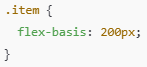 .item {
  flex-basis: 200px;
}